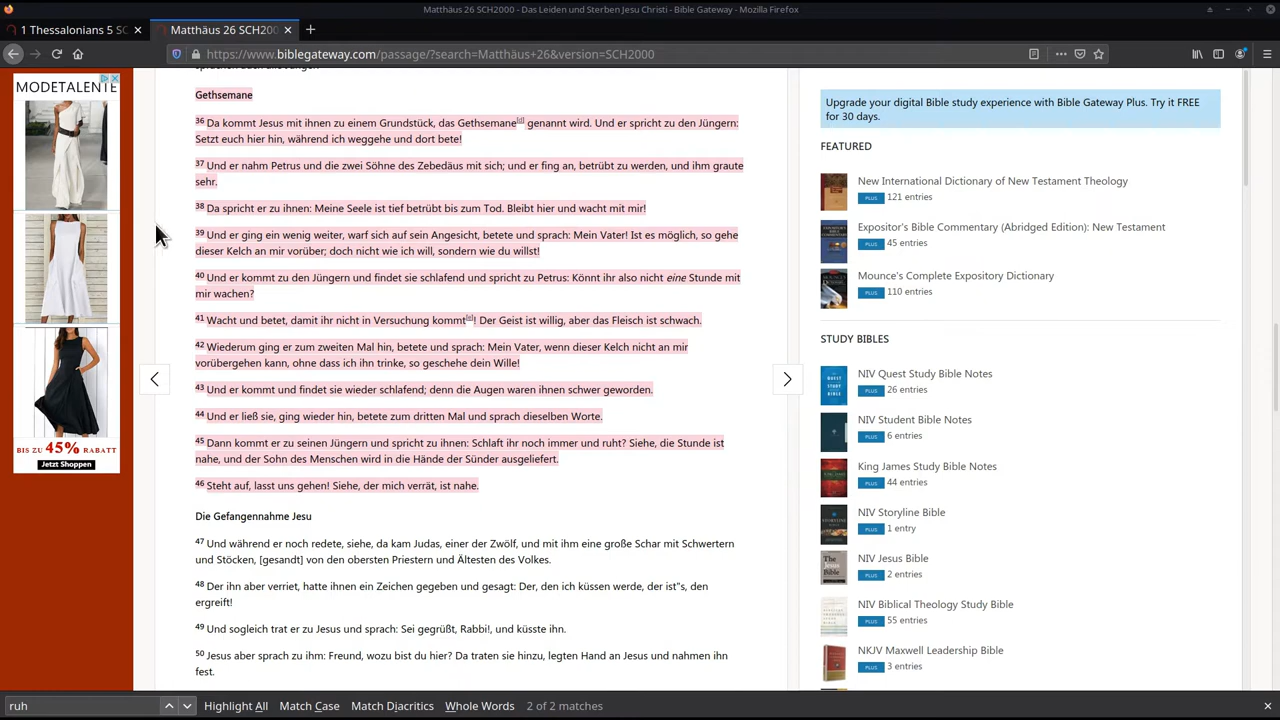 Matthäus 26 SCH2000 - Das Leiden und Sterben Jesu Christi - Bible Gateway - Mozilla Firefox
1 Thessalonians 5 SC
Matthäus 26 SCH2000
https://www.biblegateway.com/passage/?search=Matthäus+26&version=SCH2000
MODETALENTE
BIS ZU 45% RABATT
Jetzt Shoppen
Gethsemane
36 Da kommt Jesus mit ihnen zu einem Grundstück, das Gethsemane[d] genannt wird. Und er spricht zu den Jüngern:
Setzt euch hier hin, während ich weggehe und dort bete!
37 Und er nahm Petrus und die zwei Söhne des Zebedäus mit sich; und er fing an, betrübt zu werden, und ihm graute
sehr.
38 Da spricht er zu ihnen: Meine Seele ist tief betrübt bis zum Tod. Bleibt hier und wacht mit mir!
39 Und er ging ein wenig weiter, warf sich auf sein Angesicht, betete und sprach: Mein Vater! Ist es möglich, so gehe
dieser Kelch an mir vorüber; doch nicht wie ich will, sondern wie du willst!
40 Und er kommt zu den Jüngern und findet sie schlafend und spricht zu Petrus: Könnt ihr also nicht eine Stunde mit
mir wachen?
41 Wacht und betet, damit ihr nicht in Versuchung kommt[e]! Der Geist ist willig, aber das Fleisch ist schwach.
42 Wiederum ging er zum zweiten Mal hin, betete und sprach: Mein Vater, wenn dieser Kelch nicht an mir
vorübergehen kann, ohne dass ich ihn trinke, so geschehe dein Wille!
43 Und er kommt und findet sie wieder schlafend; denn die Augen waren ihnen schwer geworden.
44 Und er ließ sie, ging wieder hin, betete zum dritten Mal und sprach dieselben Worte.
45 Dann kommt er zu seinen Jüngern und spricht zu ihnen: Schlaft ihr noch immer und ruht? Siehe, die Stunde ist
nahe, und der Sohn des Menschen wird in die Hände der Sünder ausgeliefert.
46 Steht auf, lasst uns gehen! Siehe, der mich verrät, ist nahe.
Die Gefangennahme Jesu
47 Und während er noch redete, siehe, da kam Judas, einer der Zwölf, und mit ihm eine große Schar mit Schwertern
und Stöcken, [gesandt] von den obersten Priestern und Ältesten des Volkes.
48 Der ihn aber verriet, hatte ihnen ein Zeichen gegeben und gesagt: Der, den ich küssen werde, der ist"s, den
ergreift!
49 Und sogleich trat er zu Jesus und sprach: Sei gegrüßt, Rabbi!, und küsste ihn.
50 Jesus aber sprach zu ihm: Freund, wozu bist du hier? Da traten sie hinzu, legten Hand an Jesus und nahmen ihn
fest.
Upgrade your digital Bible study experience with Bible Gateway Plus. Try it FREE
for 30 days.
FEATURED
New International Dictionary of New Testament Theology
PLUS 121 entries
Expositor's Bible Commentary (Abridged Edition): New Testament
PLUS 45 entries
Mounce's Complete Expository Dictionary
PLUS 110 entries
STUDY BIBLES
NIV Quest Study Bible Notes
PLUS 26 entries
NIV Student Bible Notes
PLUS 6 entries
King James Study Bible Notes
PLUS 44 entries
NIV Storyline Bible
PLUS 1 entry
NIV Jesus Bible
PLUS 2 entries
NIV Biblical Theology Study Bible
PLUS 55 entries
NKJV Maxwell Leadership Bible
PLUS 3 entries
ruh
Highlight All Match Case Match Diacritics Whole Words 2 of 2 matches